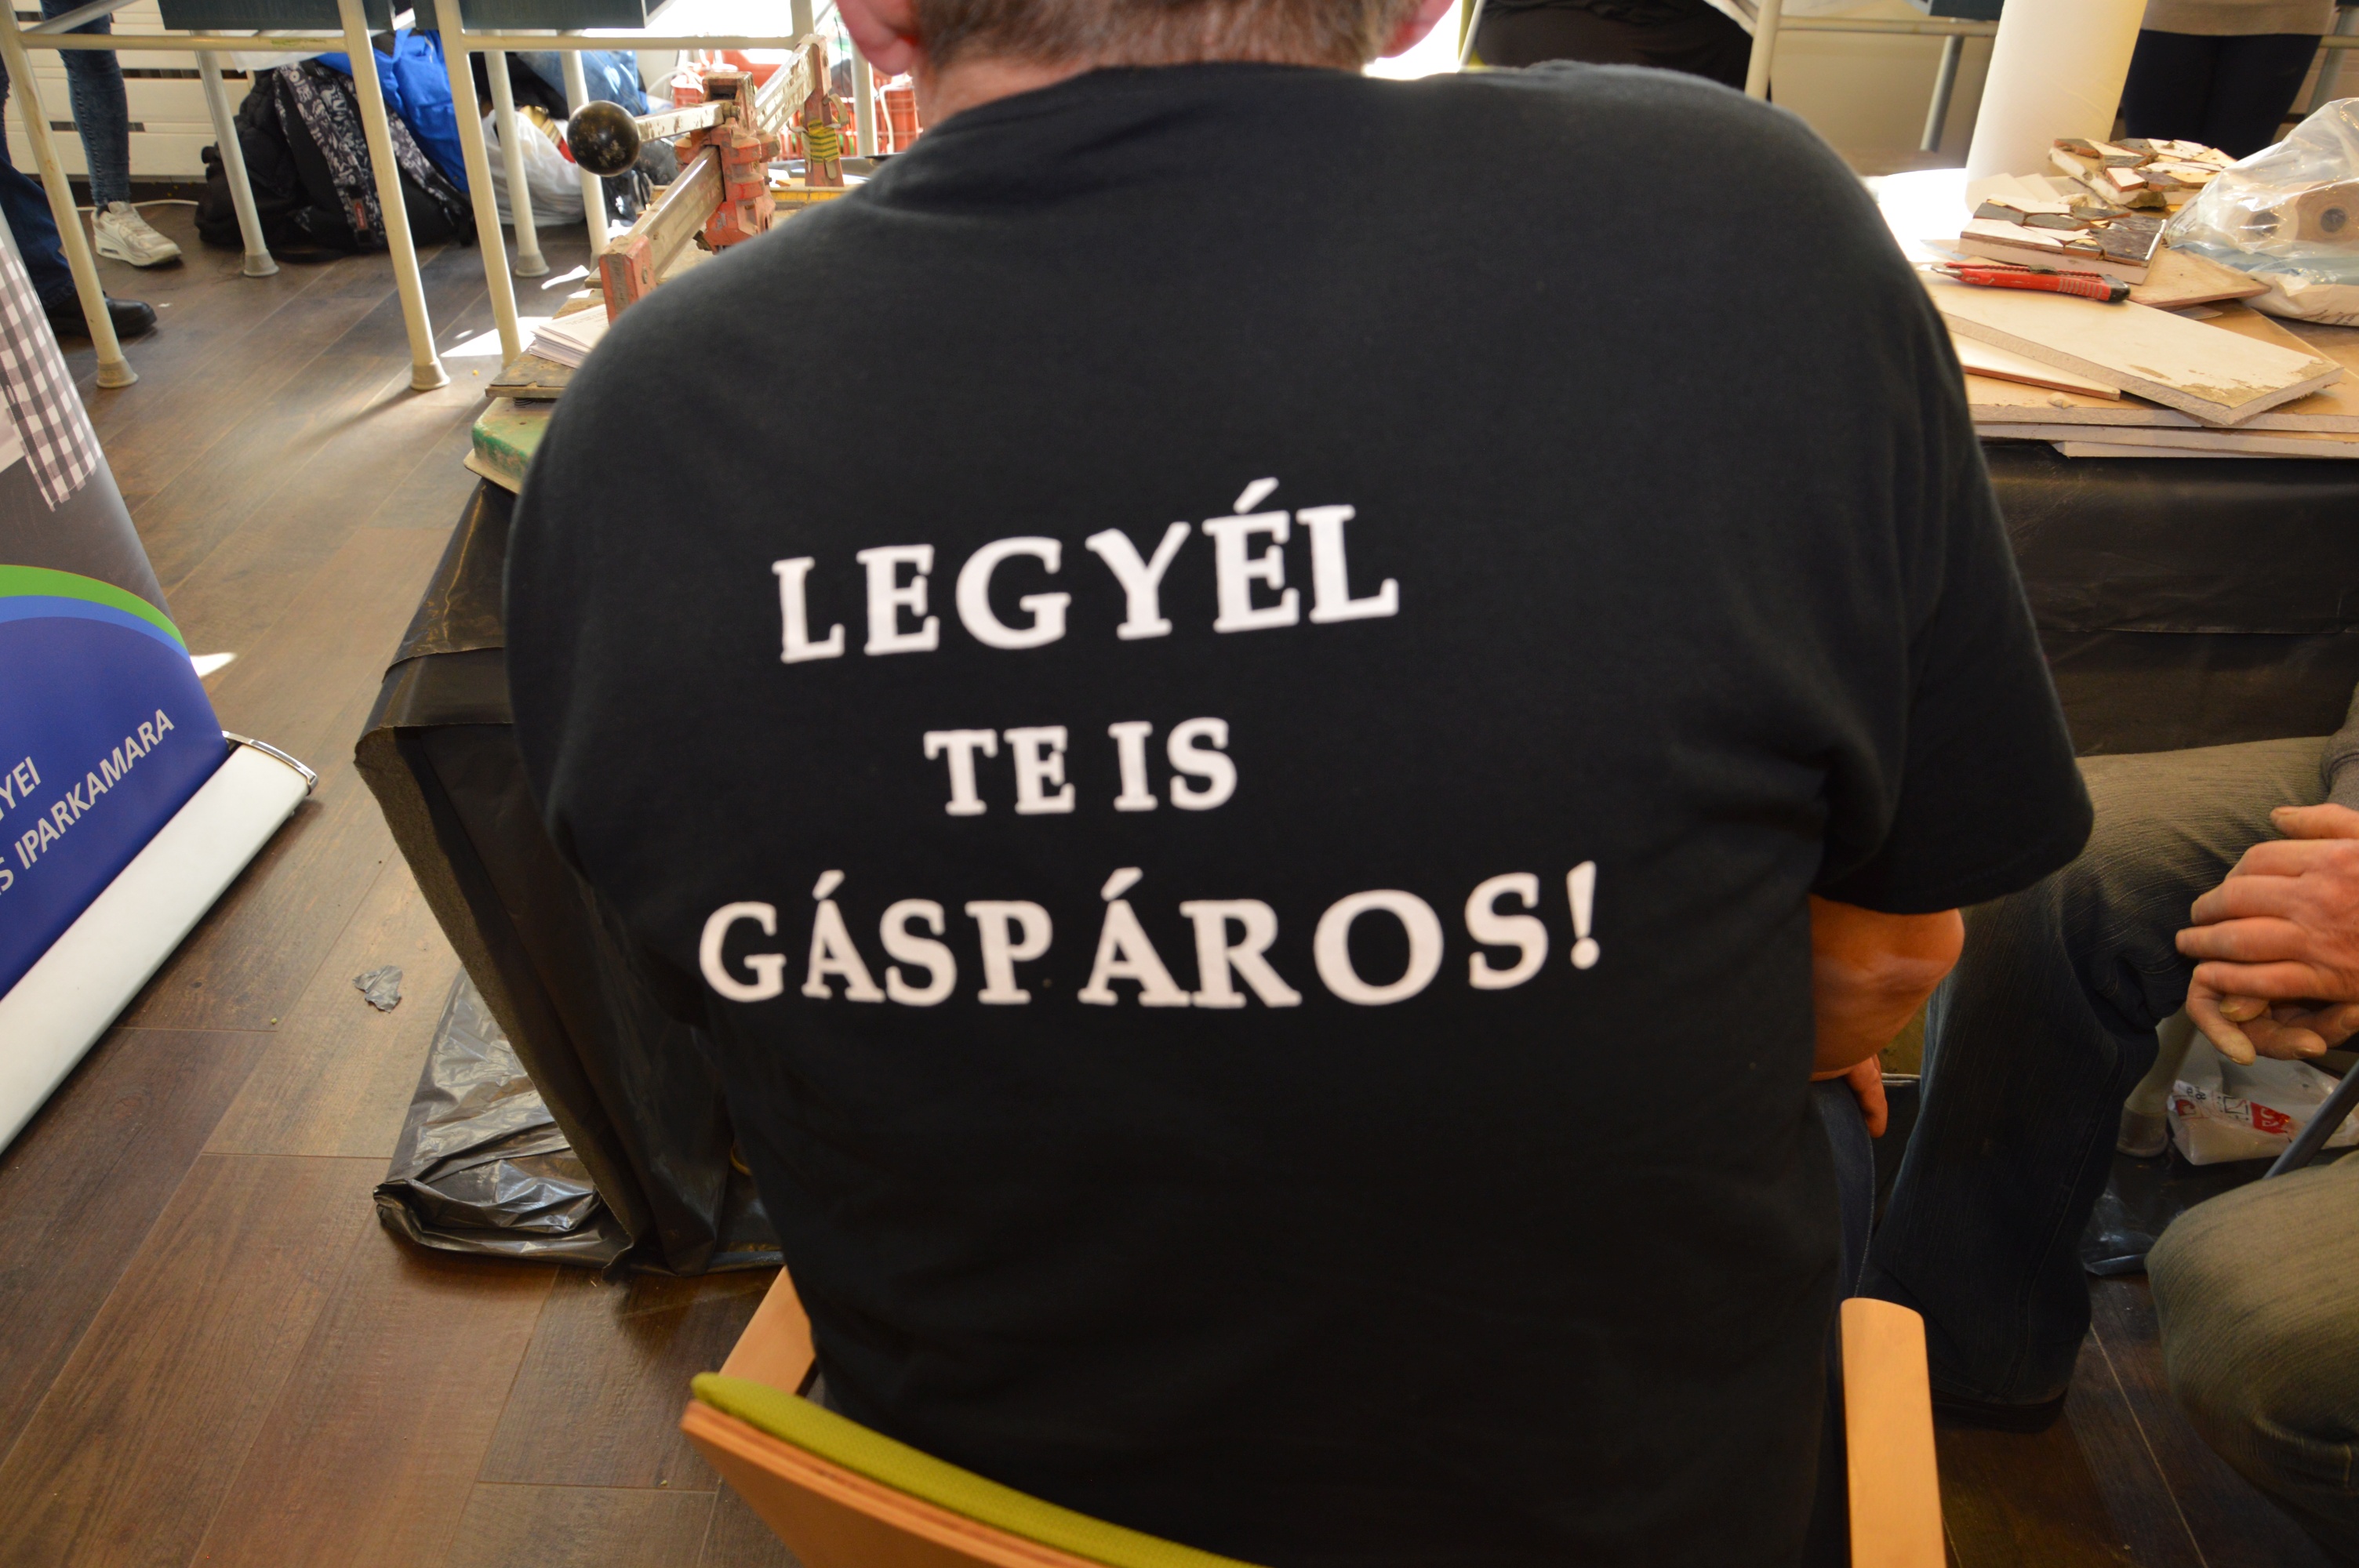 LEGYÉL
TE IS
GÁSPÁROS!
YEI
S IPARKAMARA